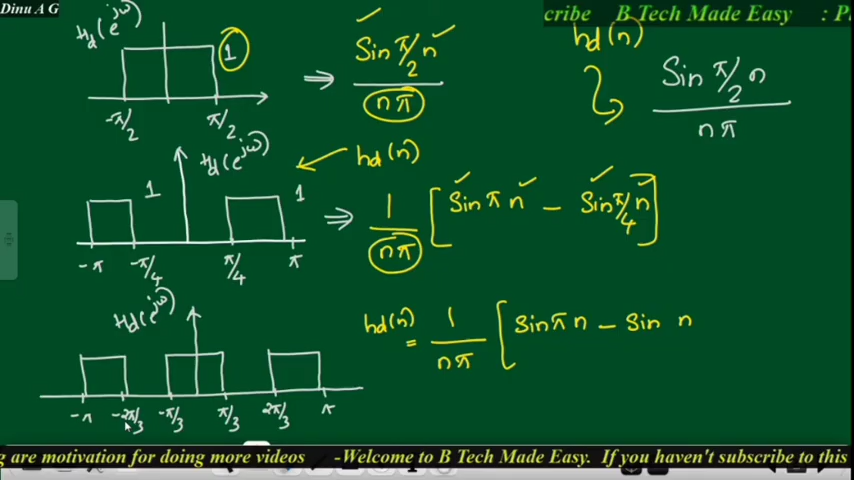 Dinu A G
cribe B Tech Made Easy : P
Hd(e^jω)
1
-π/2 π/2
⇒ Sin π/2 n / nπ
hd(n)
Sin π/2 n / nπ
Hd(e^jω)
hd(n)
1 1
-π -π/4 π/4 π
⇒ 1/nπ [Sin π n - Sin π/4 n]
Hd(e^jω)
hd(n) = 1/nπ [sin π n - sin n
-π -2π/3 -π/3 π/3 2π/3 π
g are motivation for doing more videos -Welcome to B Tech Made Easy. If you haven't subscribe to this